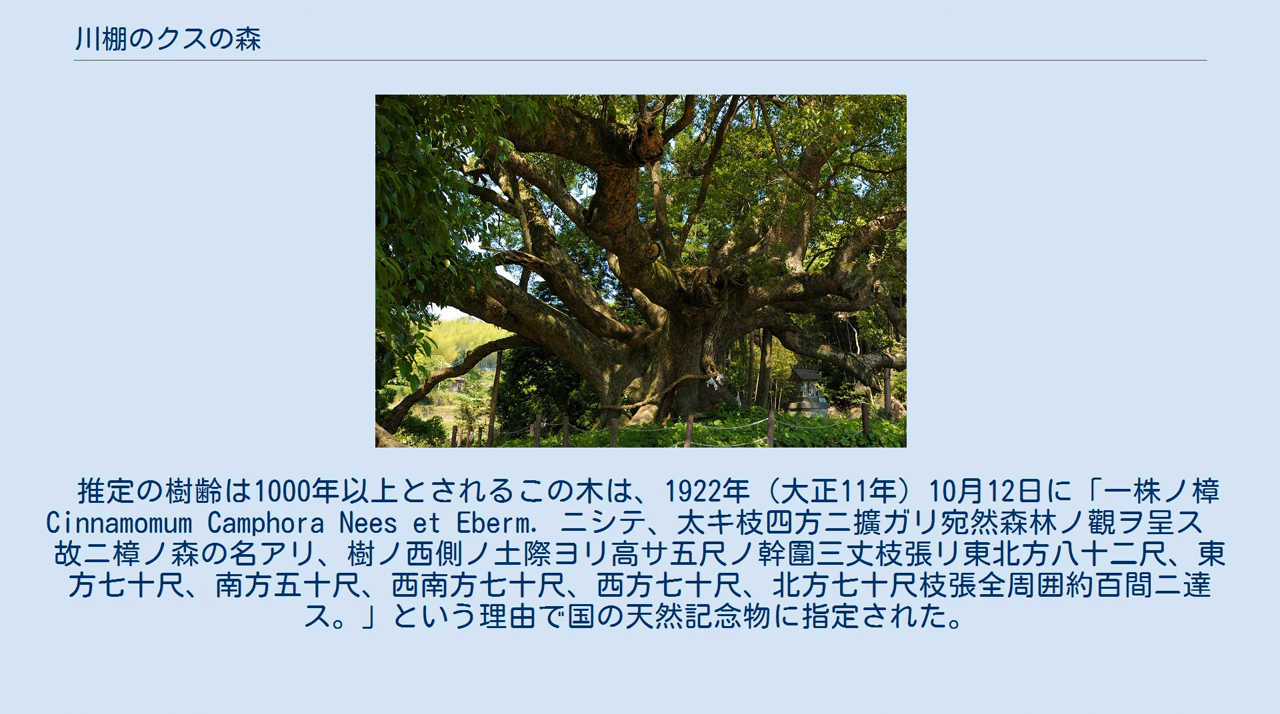 川棚のクスの森
推定の樹齢は1000年以上とされるこの木は、1922年（大正11年）10月12日に「一株ノ樟
Cinnamomum Camphora Nees et Eberm. ニシテ、太キ枝四方ニ擴ガリ宛然森林ノ觀ヲ呈ス
故ニ樟ノ森の名アリ、樹ノ西側ノ土際ヨリ高サ五尺ノ幹圍三丈枝張リ東北方八十二尺、東
方七十尺、南方五十尺、西南方七十尺、西方七十尺、北方七十尺枝張全周囲約百間ニ達
ス。」という理由で国の天然記念物に指定された。